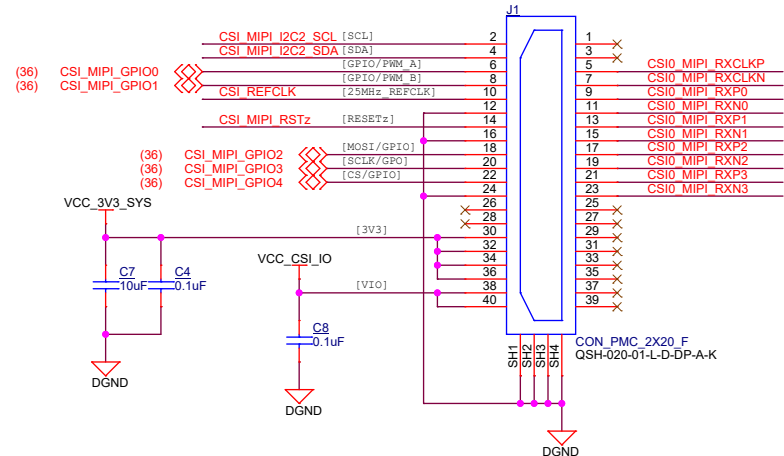 J1
CSI_MIPI_I2C2_SCL [SCL] 2 1
CSI_MIPI_I2C2_SDA [SDA] 4 3
(36) CSI_MIPI_GPIO0 [GPIO/PWM_A] 6 5 CSI0_MIPI_RXCLKP
(36) CSI_MIPI_GPIO1 [GPIO/PWM_B] 8 7 CSI0_MIPI_RXCLKN
CSI_REFCLK [25MHz_REFCLK] 10 9 CSI0_MIPI_RXP0
12 11 CSI0_MIPI_RXN0
CSI_MIPI_RSTz [RESETz] 14 13 CSI0_MIPI_RXP1
16 15 CSI0_MIPI_RXN1
(36) CSI_MIPI_GPIO2 [MOSI/GPIO] 18 17 CSI0_MIPI_RXP2
(36) CSI_MIPI_GPIO3 [SCLK/GPO] 20 19 CSI0_MIPI_RXN2
(36) CSI_MIPI_GPIO4 [CS/GPIO] 22 21 CSI0_MIPI_RXP3
24 23 CSI0_MIPI_RXN3
VCC_3V3_SYS 26 25
28 27
[3V3] 30 29
32 31
VCC_CSI_IO 34 33
C7 C4 36 35
10uF 0.1uF [VIO] 38 37
40 39
C8
0.1uF
SH1 SH2 SH3 SH4
CON_PMC_2X20_F
QSH-020-01-L-D-DP-A-K
DGND
DGND
DGND